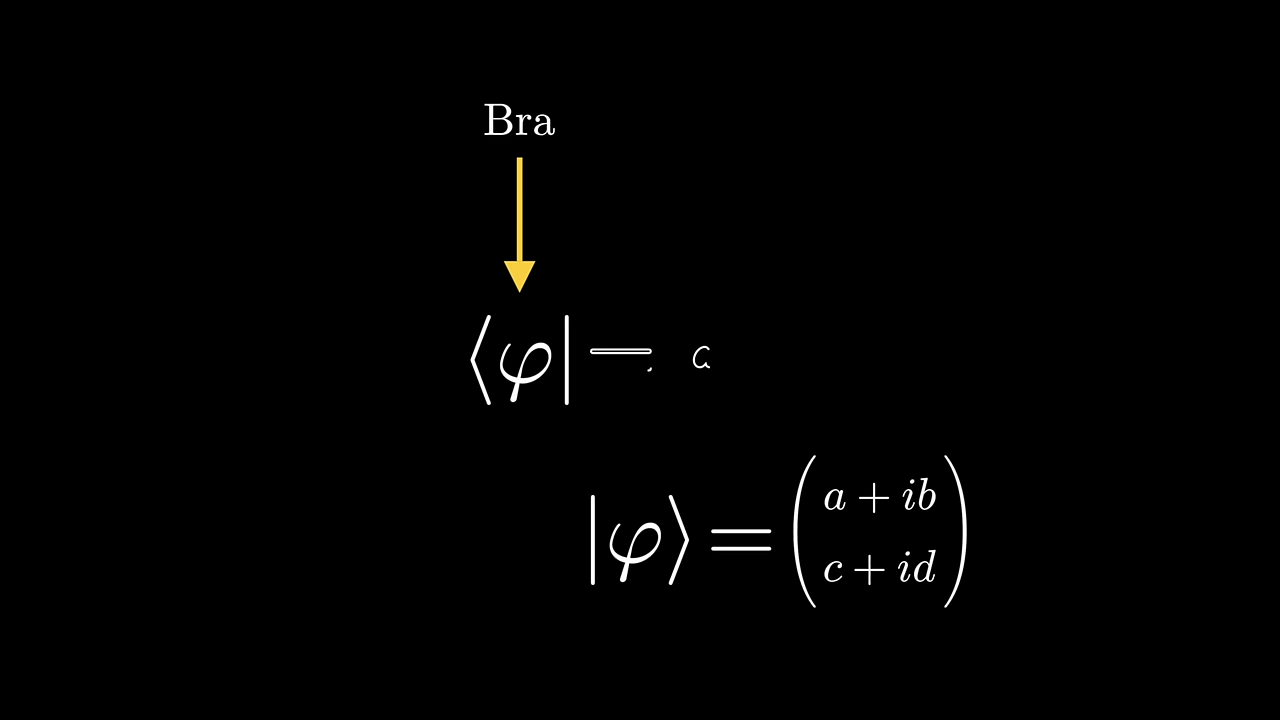 Bra
⟨φ| = a
|φ⟩ = ( a + ib
c + id )